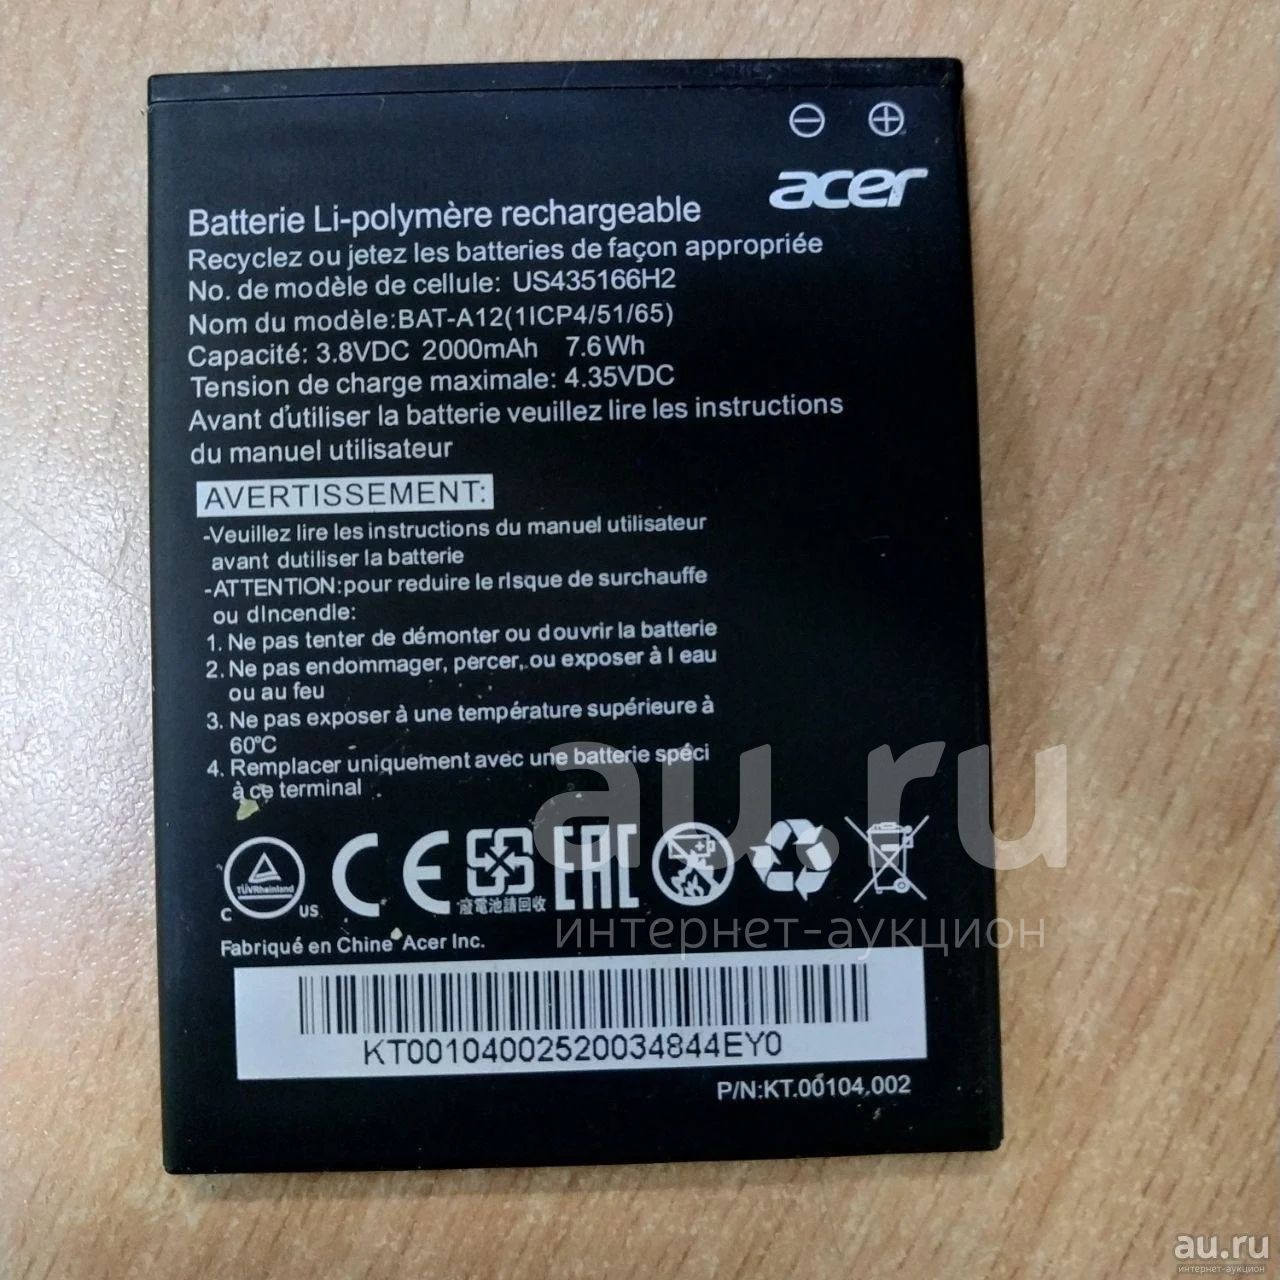 acer
Batterie Li-polymère rechargeable
Recyclez ou jetez les batteries de façon appropriée
No. de modèle de cellule: US435166H2
Nom du modèle:BAT-A12(1ICP4/51/65)
Capacité: 3.8VDC 2000mAh 7.6Wh
Tension de charge maximale: 4.35VDC
Avant d'utiliser la batterie veuillez lire les instructions
du manuel utilisateur
AVERTISSEMENT:
-Veuillez lire les instructions du manuel utilisateur
avant dutiliser la batterie
-ATTENTION:pour reduire le rIsque de surchauffe
ou dIncendle:
1. Ne pas tenter de démonter ou d ouvrir la batterie
2. Ne pas endommager, percer, ou exposer à l eau
ou au feu
3. Ne pas exposer à une température supérieure à
60°C
4. Remplacer uniquement avec une batterie spéci
à ce terminal
au.ru
интернет-аукцион
TÜVRheinland
C US
CE
廢電池請回收
EAC
Fabriqué en Chine Acer Inc.
KT00104002520034844EY0
P/N:KT.00104.002
au.ru
интернет-аукцион